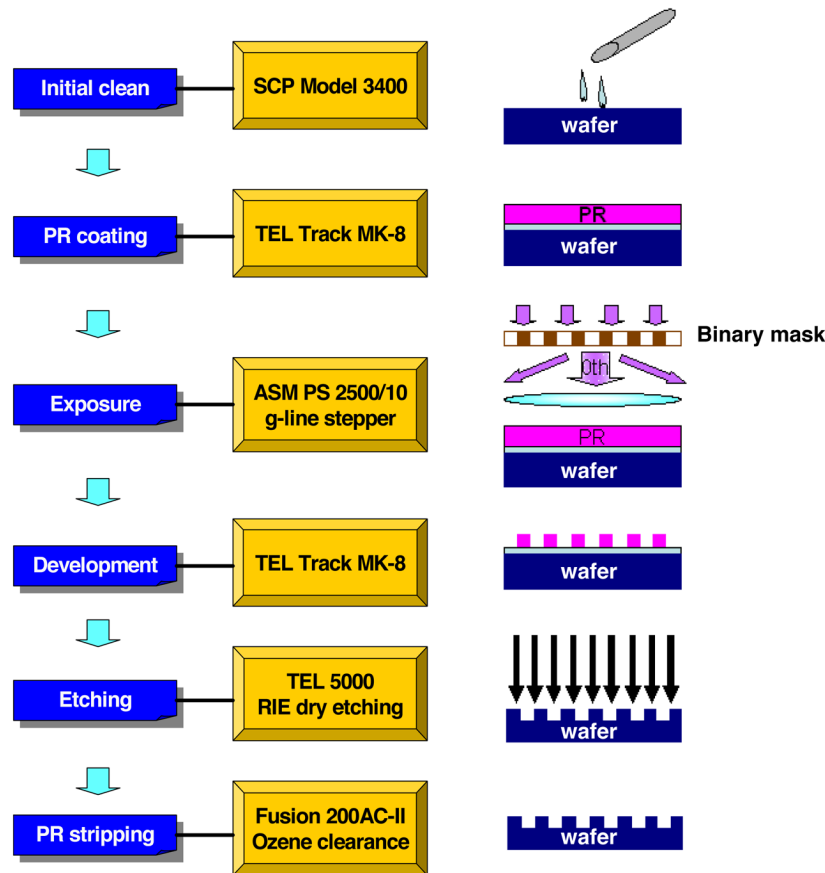 Initial clean
SCP Model 3400
wafer
PR coating
TEL Track MK-8
PR
wafer
Binary mask
0th
Exposure
ASM PS 2500/10
g-line stepper
PR
wafer
Development
TEL Track MK-8
wafer
Etching
TEL 5000
RIE dry etching
wafer
PR stripping
Fusion 200AC-II
Ozene clearance
wafer